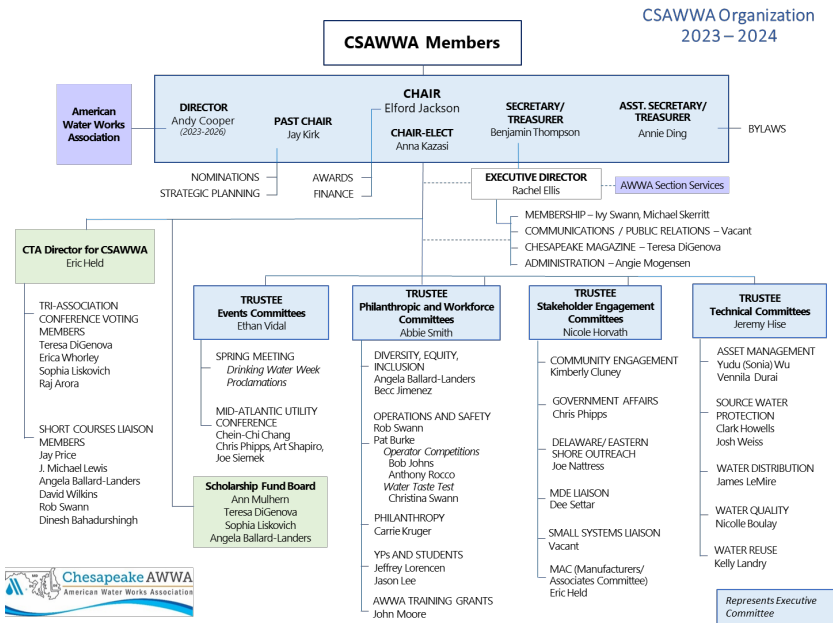 CSAWWA Organization
2023 – 2024
CSAWWA Members
American
Water Works
Association
DIRECTOR
Andy Cooper
(2023-2026)
PAST CHAIR
Jay Kirk
CHAIR
Elford Jackson
CHAIR-ELECT
Anna Kazasi
SECRETARY/
TREASURER
Benjamin Thompson
ASST. SECRETARY/
TREASURER
Annie Ding
BYLAWS
NOMINATIONS
STRATEGIC PLANNING
AWARDS
FINANCE
EXECUTIVE DIRECTOR
Rachel Ellis
AWWA Section Services
MEMBERSHIP – Ivy Swann, Michael Skerritt
COMMUNICATIONS / PUBLIC RELATIONS – Vacant
CHESAPEAKE MAGAZINE – Teresa DiGenova
ADMINISTRATION – Angie Mogensen
CTA Director for CSAWWA
Eric Held
TRI-ASSOCIATION
CONFERENCE VOTING
MEMBERS
Teresa DiGenova
Erica Whorley
Sophia Liskovich
Raj Arora
SHORT COURSES LIAISON
MEMBERS
Jay Price
J. Michael Lewis
Angela Ballard-Landers
David Wilkins
Rob Swann
Dinesh Bahadurshingh
TRUSTEE
Events Committees
Ethan Vidal
SPRING MEETING
Drinking Water Week
Proclamations
MID-ATLANTIC UTILITY
CONFERENCE
Chein-Chi Chang
Chris Phipps, Art Shapiro,
Joe Siemek
Scholarship Fund Board
Ann Mulhern
Teresa DiGenova
Sophia Liskovich
Angela Ballard-Landers
TRUSTEE
Philanthropic and Workforce
Committees
Abbie Smith
DIVERSITY, EQUITY,
INCLUSION
Angela Ballard-Landers
Becc Jimenez
OPERATIONS AND SAFETY
Rob Swann
Pat Burke
Operator Competitions
Bob Johns
Anthony Rocco
Water Taste Test
Christina Swann
PHILANTHROPY
Carrie Kruger
YPs AND STUDENTS
Jeffrey Lorencen
Jason Lee
AWWA TRAINING GRANTS
John Moore
TRUSTEE
Stakeholder Engagement
Committees
Nicole Horvath
COMMUNITY ENGAGEMENT
Kimberly Cluney
GOVERNMENT AFFAIRS
Chris Phipps
DELAWARE/ EASTERN
SHORE OUTREACH
Joe Nattress
MDE LIAISON
Dee Settar
SMALL SYSTEMS LIAISON
Vacant
MAC (Manufacturers/
Associates Committee)
Eric Held
TRUSTEE
Technical Committees
Jeremy Hise
ASSET MANAGEMENT
Yudu (Sonia) Wu
Vennila Durai
SOURCE WATER
PROTECTION
Clark Howells
Josh Weiss
WATER DISTRIBUTION
James LeMire
WATER QUALITY
Nicolle Boulay
WATER REUSE
Kelly Landry
Chesapeake AWWA
American Water Works Association
Represents Executive
Committee